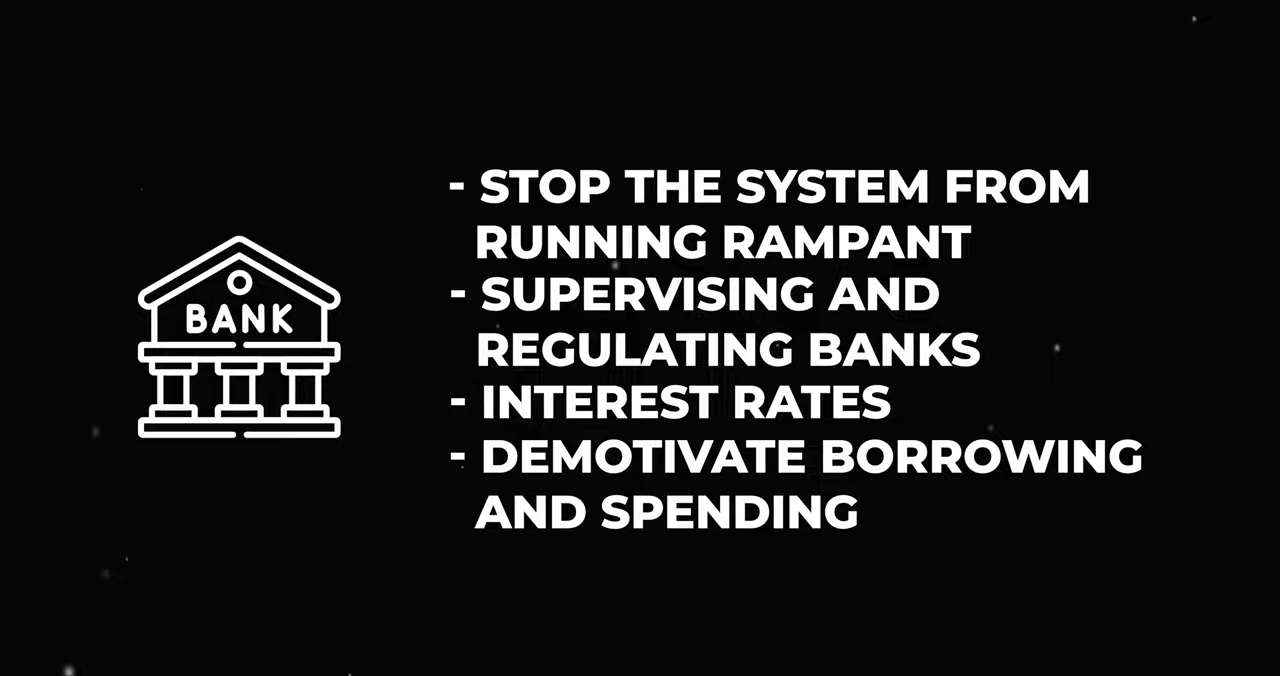 BANK
- STOP THE SYSTEM FROM
RUNNING RAMPANT
- SUPERVISING AND
REGULATING BANKS
- INTEREST RATES
- DEMOTIVATE BORROWING
AND SPENDING